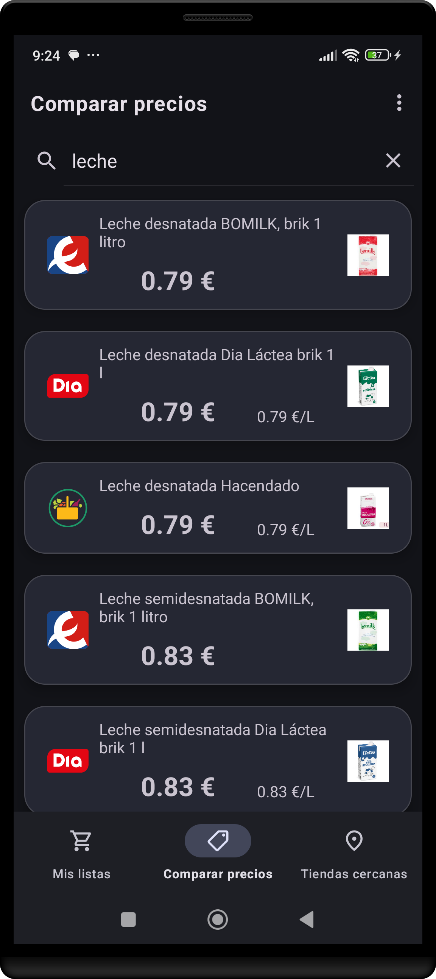 9:24
37
Comparar precios
leche
Leche desnatada BOMILK, brik 1
litro
0.79 €
Leche desnatada Dia Láctea brik 1
l
Dia
0.79 €
0.79 €/L
Leche desnatada Hacendado
0.79 €
0.79 €/L
Leche semidesnatada BOMILK,
brik 1 litro
0.83 €
Leche semidesnatada Dia Láctea
brik 1 l
Dia
0.83 €
0.83 €/L
Mis listas
Comparar precios
Tiendas cercanas